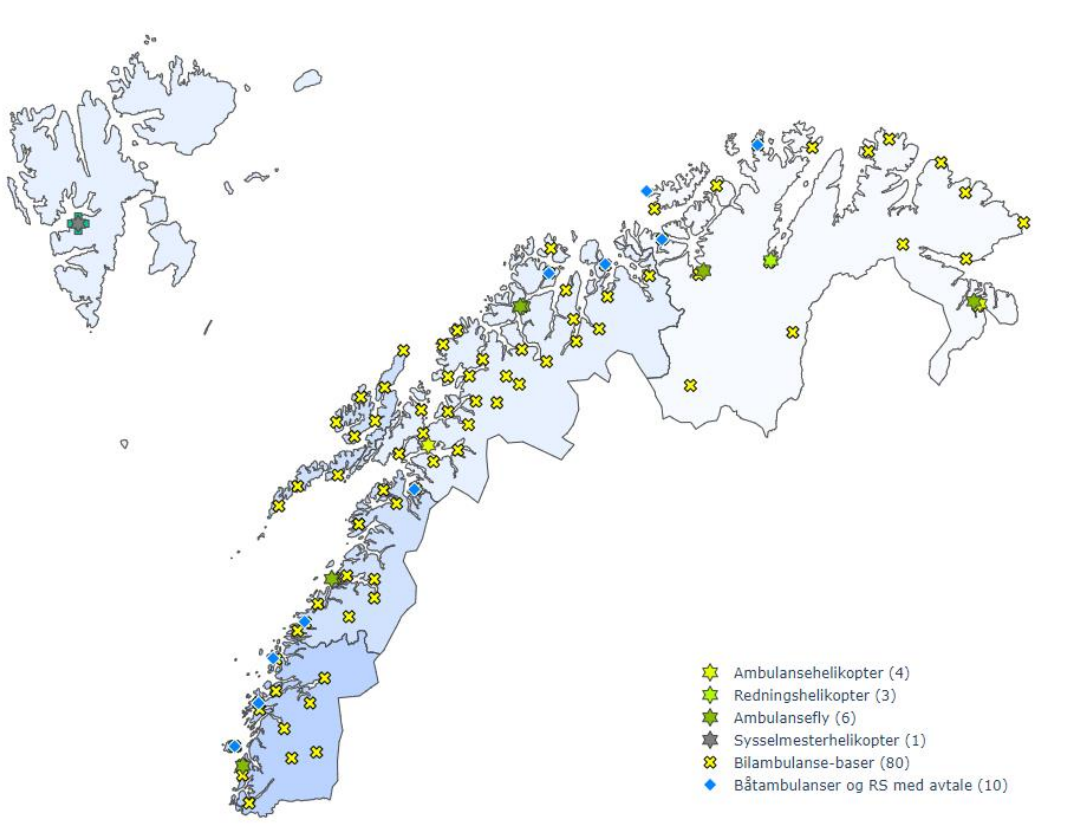 Ambulansehelikopter (4)
Redningshelikopter (3)
Ambulansefly (6)
Sysselmesterhelikopter (1)
Bilambulanse-baser (80)
Båtambulanser og RS med avtale (10)